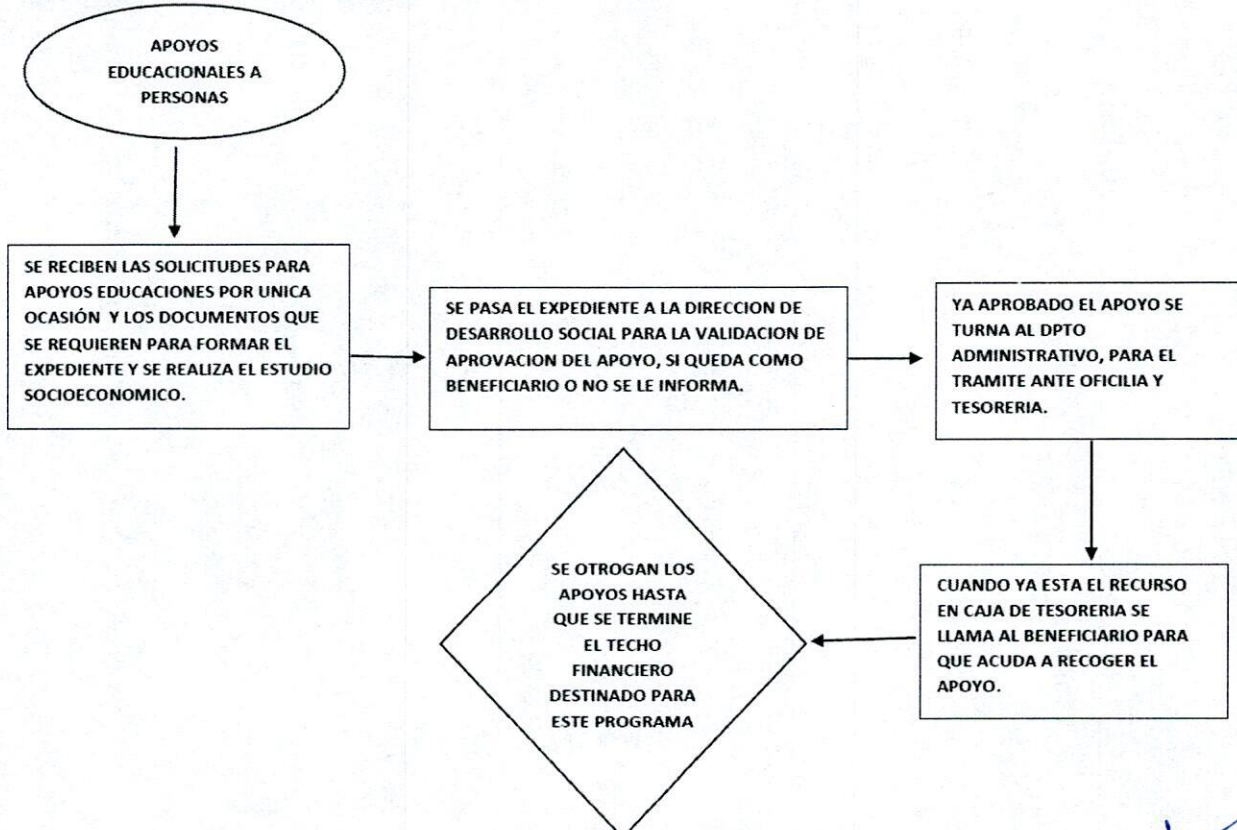 APOYOS
EDUCACIONALES A
PERSONAS
SE RECIBEN LAS SOLICITUDES PARA
APOYOS EDUCACIONES POR UNICA
OCASIÓN Y LOS DOCUMENTOS QUE
SE REQUIEREN PARA FORMAR EL
EXPEDIENTE Y SE REALIZA EL ESTUDIO
SOCIOECONOMICO.
SE PASA EL EXPEDIENTE A LA DIRECCION DE
DESARROLLO SOCIAL PARA LA VALIDACION DE
APROVACION DEL APOYO, SI QUEDA COMO
BENEFICIARIO O NO SE LE INFORMA.
YA APROBADO EL APOYO SE
TURNA AL DPTO
ADMINISTRATIVO, PARA EL
TRAMITE ANTE OFICILIA Y
TESORERIA.
CUANDO YA ESTA EL RECURSO
EN CAJA DE TESORERIA SE
LLAMA AL BENEFICIARIO PARA
QUE ACUDA A RECOGER EL
APOYO.
SE OTROGAN LOS
APOYOS HASTA
QUE SE TERMINE
EL TECHO
FINANCIERO
DESTINADO PARA
ESTE PROGRAMA